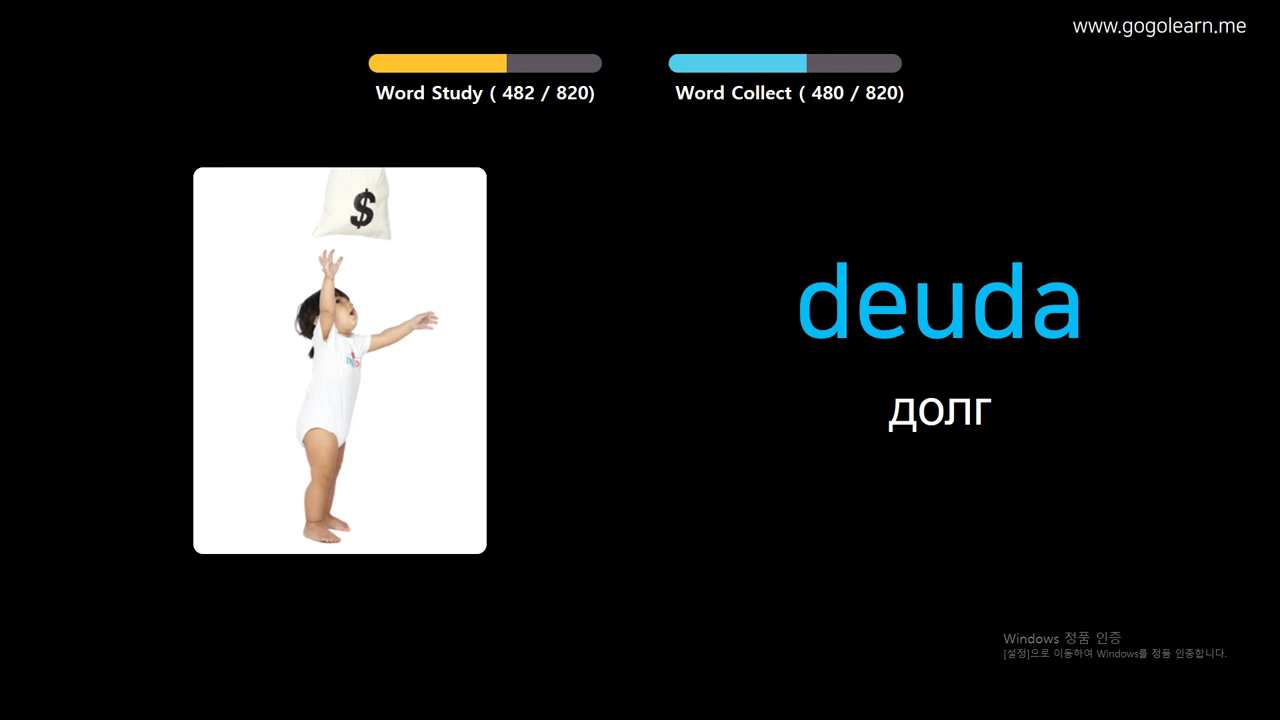 www.gogolearn.me
Word Study ( 482 / 820)
Word Collect ( 480 / 820)
$
deuda
долг
Windows 정품 인증
[설정]으로 이동하여 Windows를 정품 인증합니다.